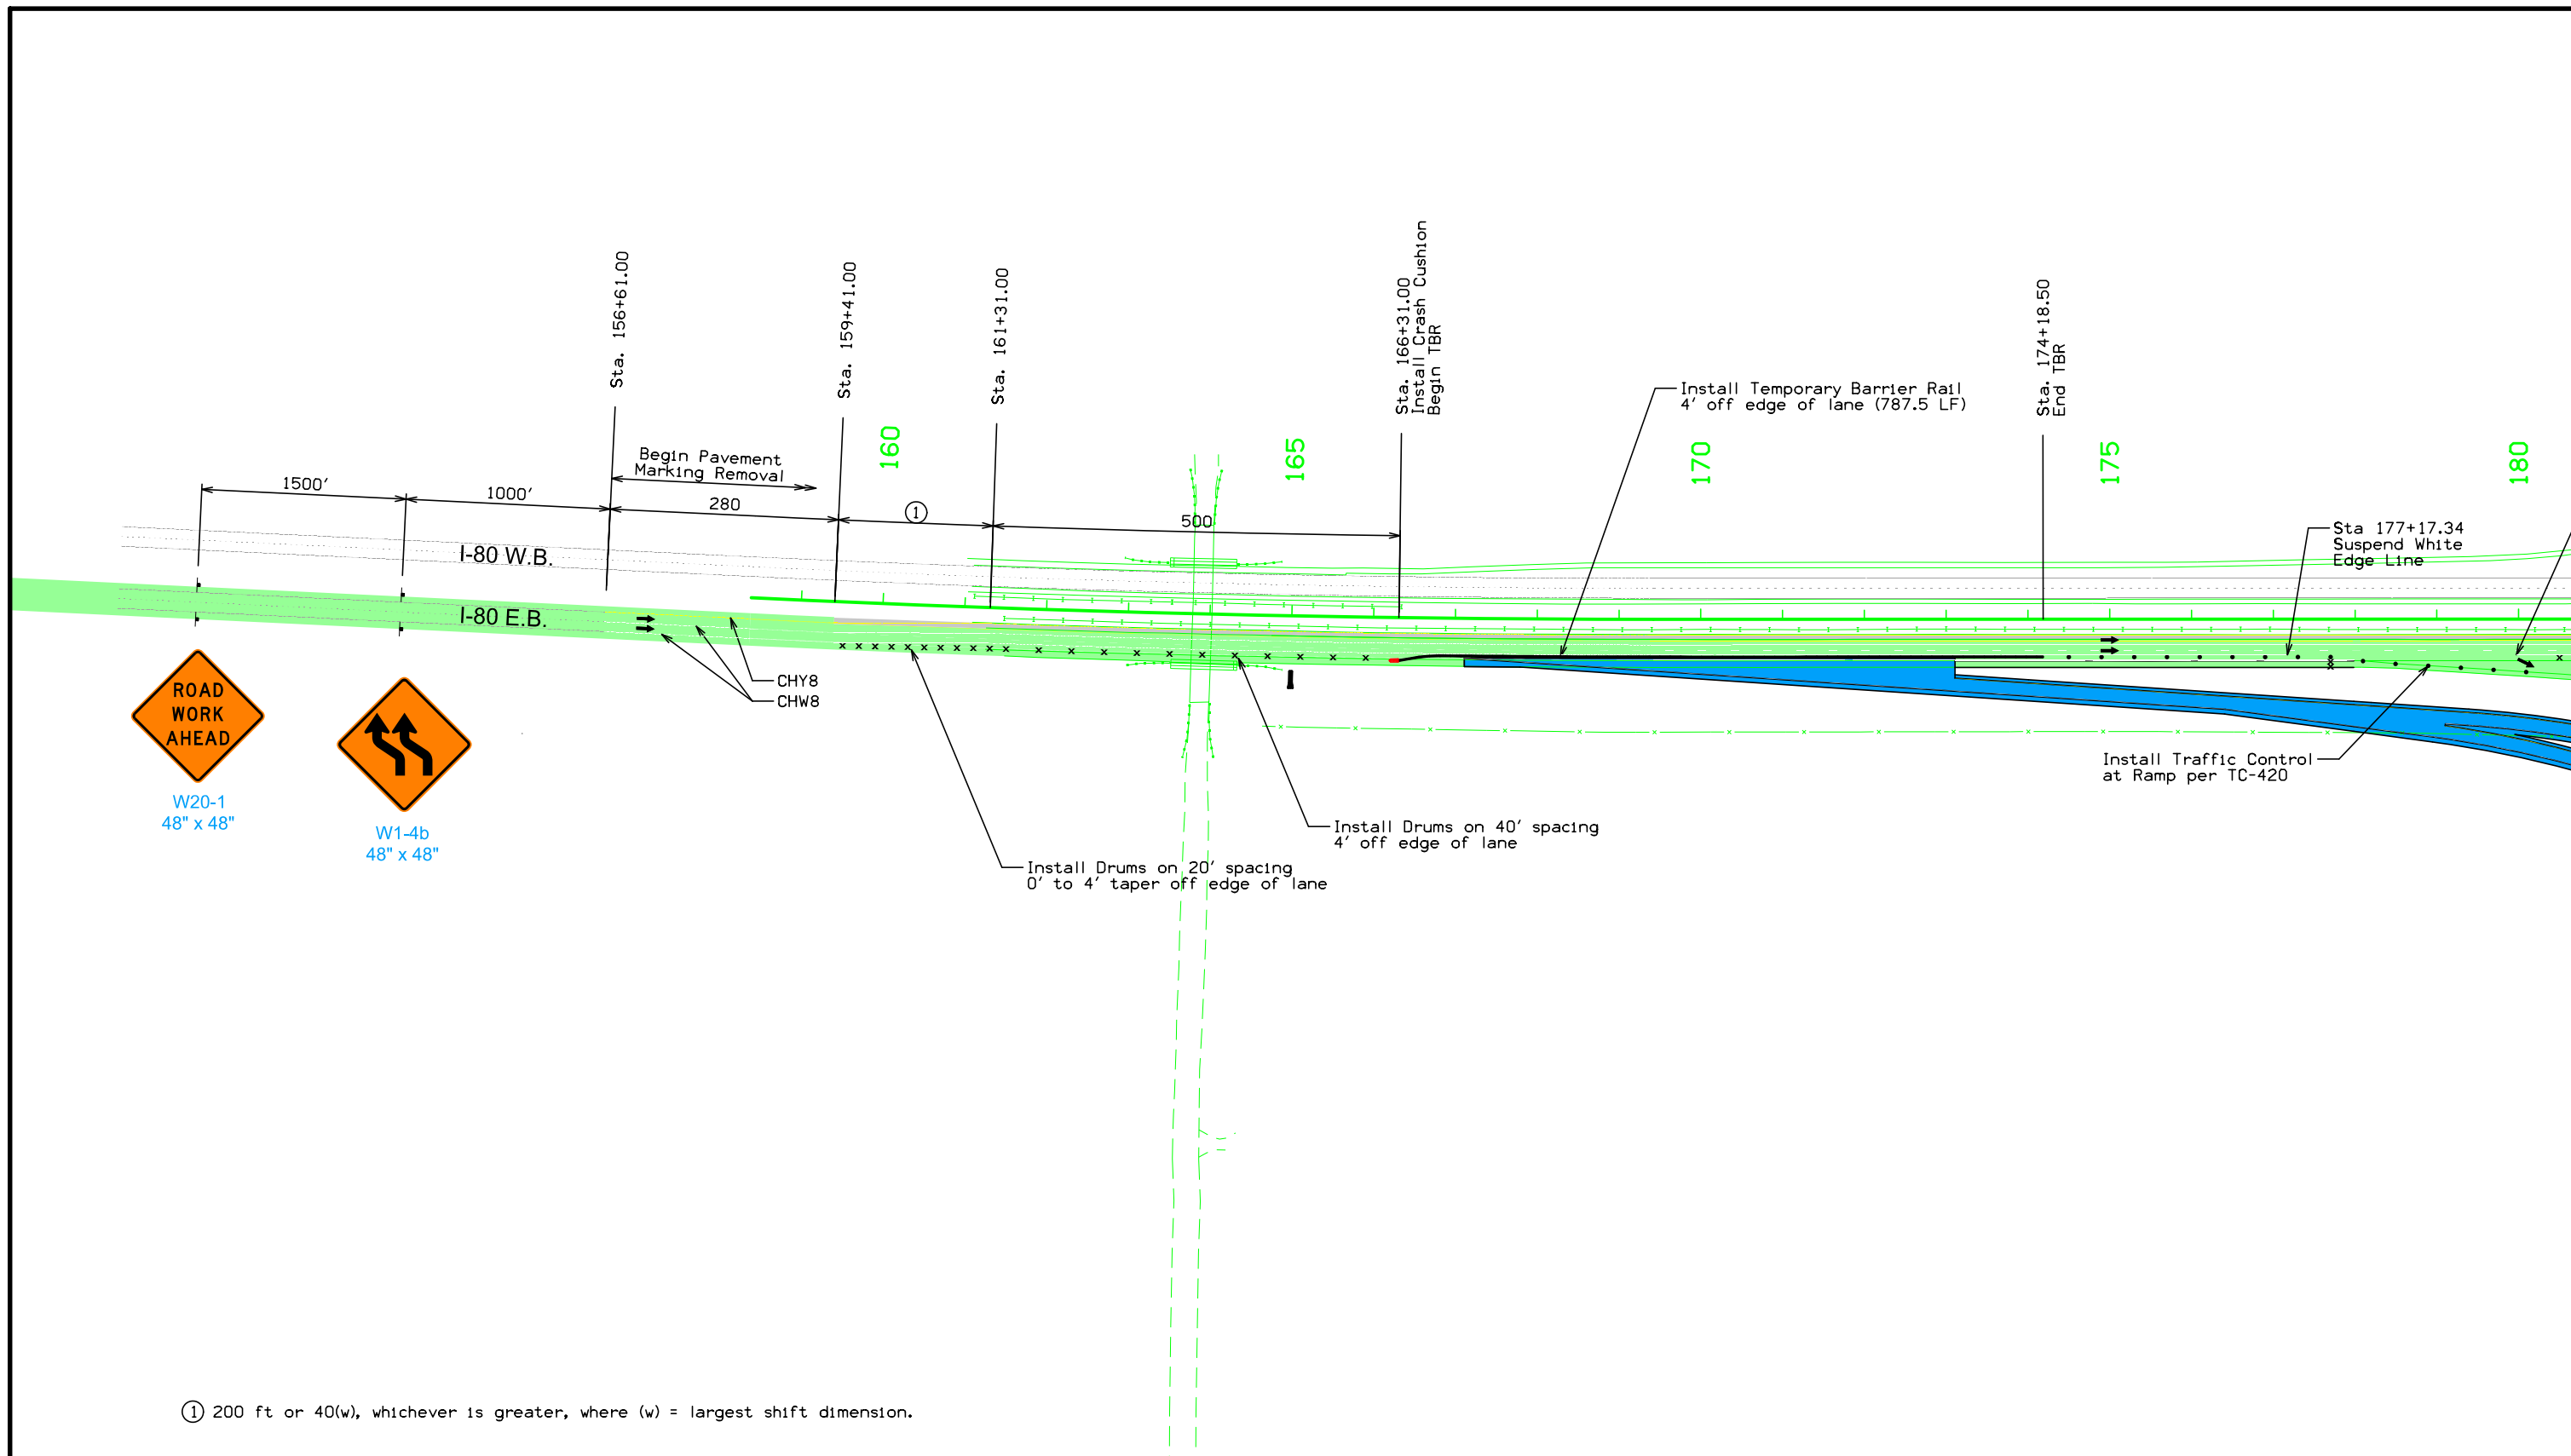 Sta. 156+61.00
Sta. 159+41.00
Sta. 161+31.00
Sta. 166+31.00
Install Crash Cushion
Begin TBR
Sta. 174+18.50
End TBR
Install Temporary Barrier Rail
4' off edge of lane (787.5 LF)
160
165
170
175
180
Begin Pavement
Marking Removal
1500'
1000'
280
1
500
Sta 177+17.34
Suspend White
Edge Line
I-80 W.B.
I-80 E.B.
CHY8
CHW8
ROAD
WORK
AHEAD
W20-1
48" x 48"
W1-4b
48" x 48"
Install Traffic Control
at Ramp per TC-420
Install Drums on 40' spacing
4' off edge of lane
Install Drums on 20' spacing
0' to 4' taper off edge of lane
1 200 ft or 40(w), whichever is greater, where (w) = largest shift dimension.